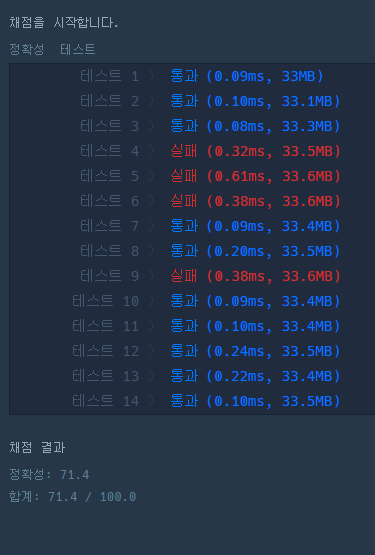 채점을 시작합니다.
정확성 테스트
테스트 1 〉 통과 (0.09ms, 33MB)
테스트 2 〉 통과 (0.10ms, 33.1MB)
테스트 3 〉 통과 (0.08ms, 33.3MB)
테스트 4 〉 실패 (0.32ms, 33.5MB)
테스트 5 〉 실패 (0.61ms, 33.6MB)
테스트 6 〉 실패 (0.38ms, 33.6MB)
테스트 7 〉 통과 (0.09ms, 33.4MB)
테스트 8 〉 통과 (0.20ms, 33.5MB)
테스트 9 〉 실패 (0.38ms, 33.6MB)
테스트 10 〉 통과 (0.09ms, 33.4MB)
테스트 11 〉 통과 (0.10ms, 33.4MB)
테스트 12 〉 통과 (0.24ms, 33.5MB)
테스트 13 〉 통과 (0.22ms, 33.4MB)
테스트 14 〉 통과 (0.10ms, 33.5MB)
채점 결과
정확성: 71.4
합계: 71.4 / 100.0